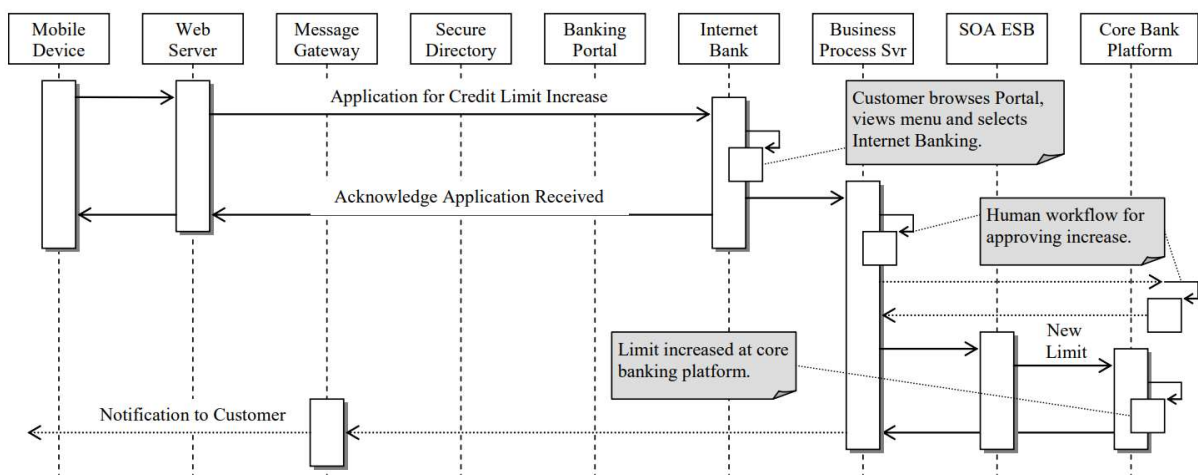 Mobile
Device
Web
Server
Message
Gateway
Secure
Directory
Banking
Portal
Internet
Bank
Business
Process Svr
SOA ESB
Core Bank
Platform
Application for Credit Limit Increase
Customer browses Portal,
views menu and selects
Internet Banking.
Acknowledge Application Received
Human workflow for
approving increase.
New
Limit
Limit increased at core
banking platform.
Notification to Customer